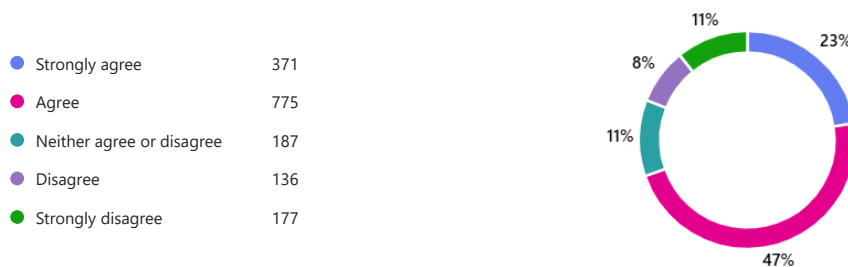 Strongly agree 371
Agree 775
Neither agree or disagree 187
Disagree 136
Strongly disagree 177
11%
23%
8%
11%
47%